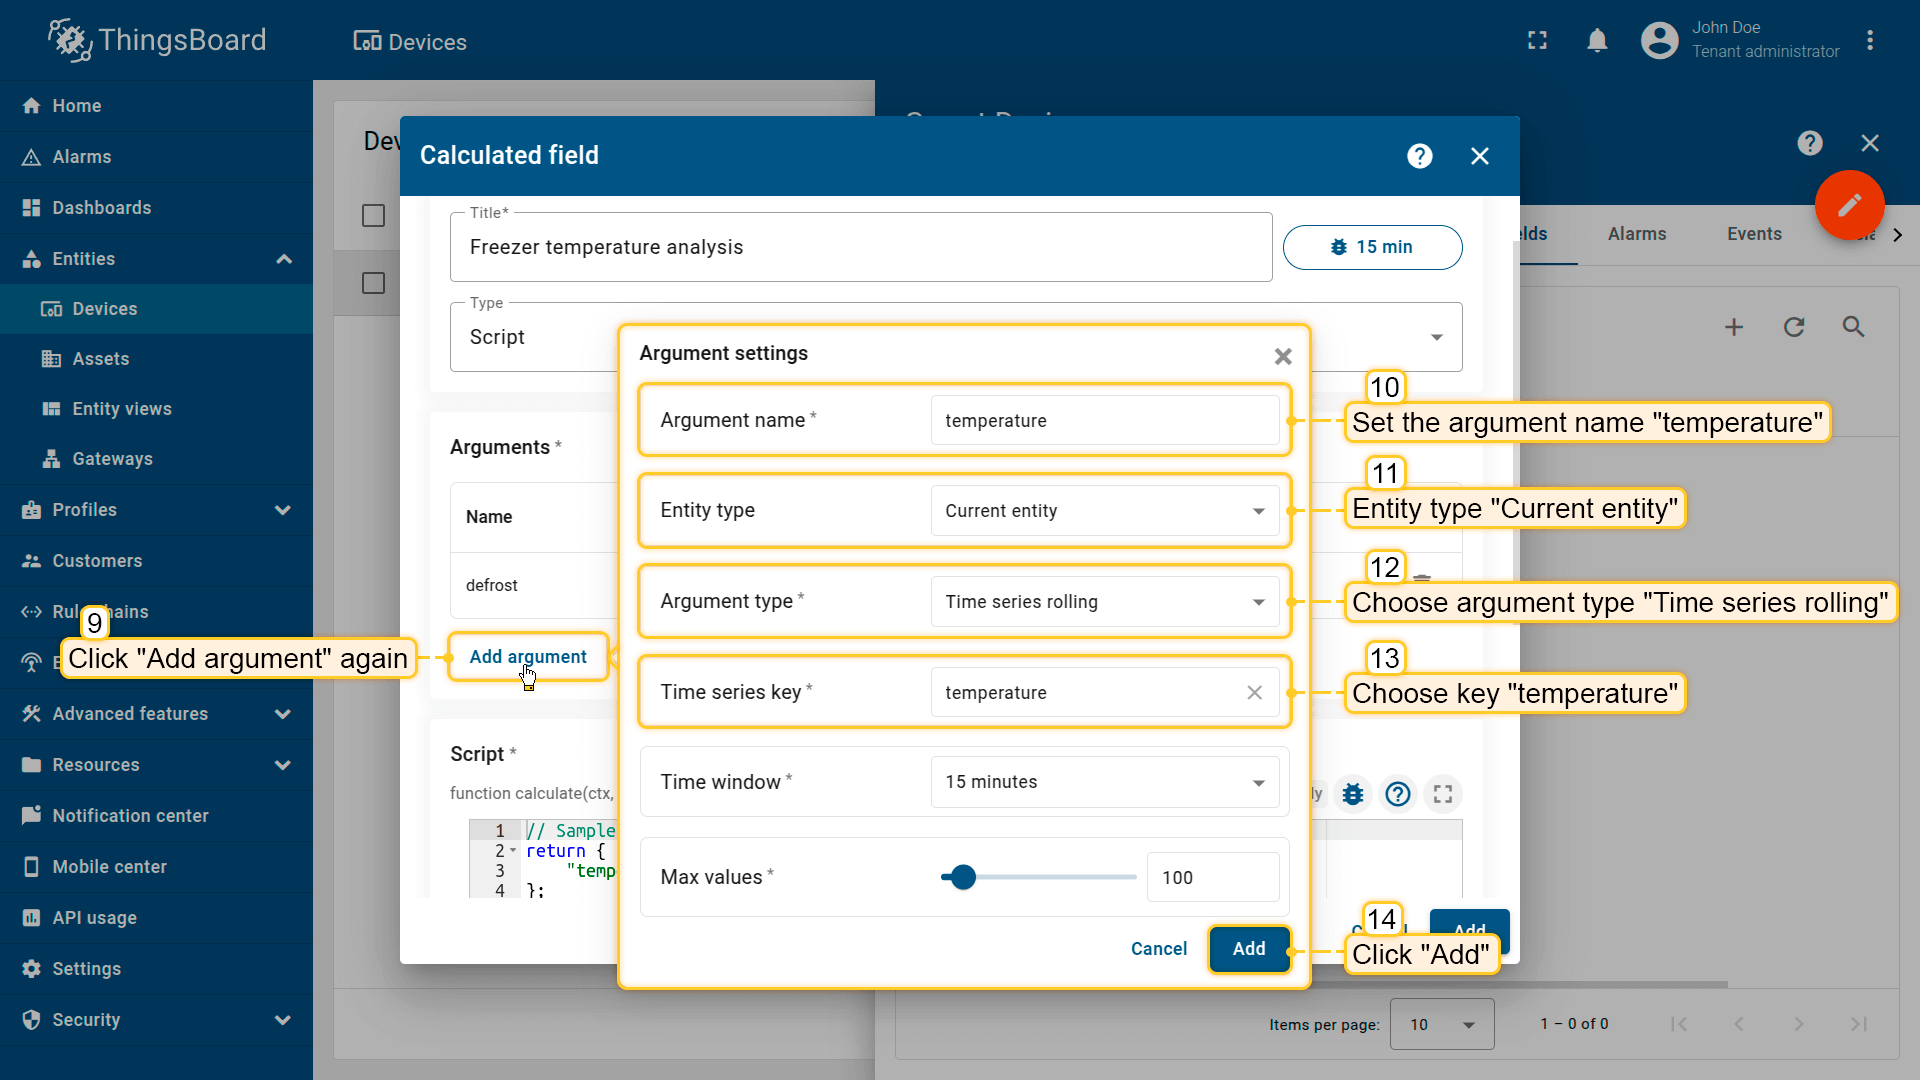 ThingsBoard
Devices
John Doe
Tenant administrator
Home
Alarms
Dashboards
Entities
Devices
Assets
Entity views
Gateways
Profiles
Customers
Advanced features
Resources
Notification center
Mobile center
API usage
Settings
Security
Calculated field
Title*
Freezer temperature analysis
15 min
Type
Script
Alarms
Events
Arguments *
Name
defrost
9
Click "Add argument" again
Add argument
Script *
function calculate(ctx,
1 // Sample
2 return {
3 "temp
4 };
Argument settings
Argument name *
temperature
10
Set the argument name "temperature"
Entity type
Current entity
11
Entity type "Current entity"
Argument type *
Time series rolling
12
Choose argument type "Time series rolling"
Time series key *
temperature
13
Choose key "temperature"
Time window *
15 minutes
Max values *
100
Cancel
Add
14
Click "Add"
Add
Items per page:
10
1 – 0 of 0